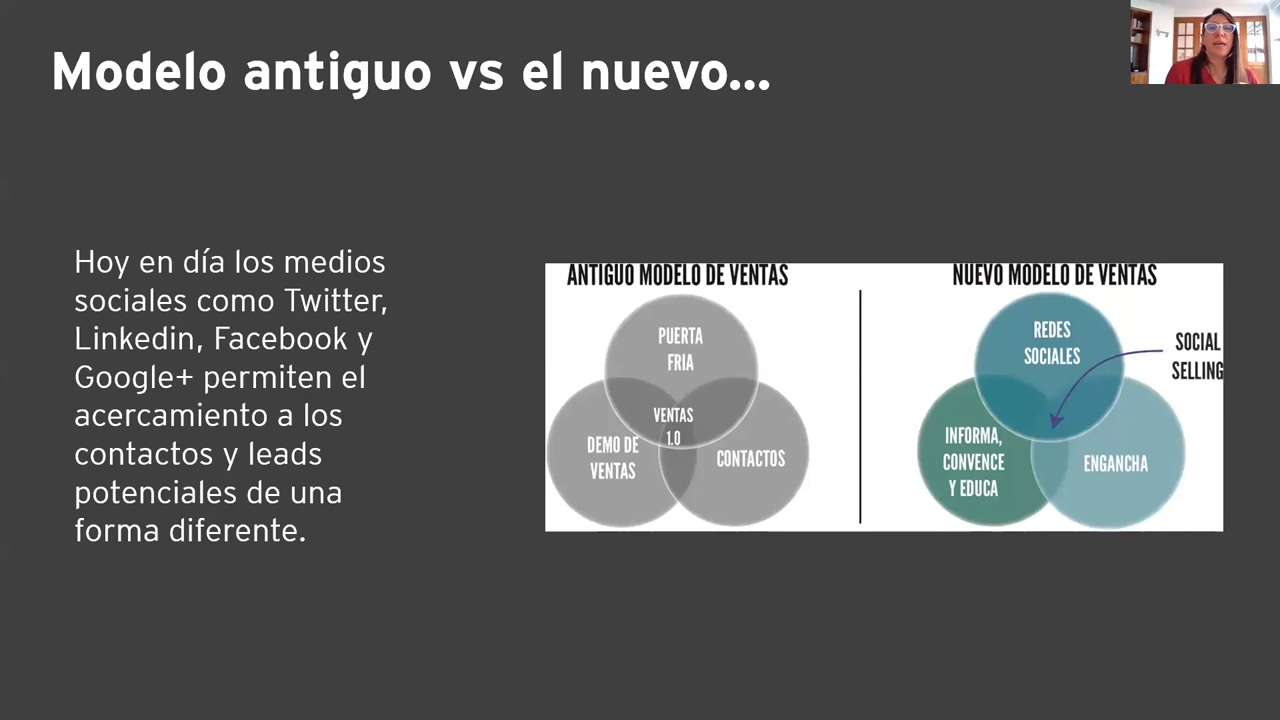 Modelo antiguo vs el nuevo...
Hoy en día los medios
sociales como Twitter,
Linkedin, Facebook y
Google+ permiten el
acercamiento a los
contactos y leads
potenciales de una
forma diferente.
ANTIGUO MODELO DE VENTAS
PUERTA
FRIA
VENTAS
1.0
DEMO DE
VENTAS
CONTACTOS
NUEVO MODELO DE VENTAS
REDES
SOCIALES
SOCIAL
SELLING
INFORMA,
CONVENCE
Y EDUCA
ENGANCHA